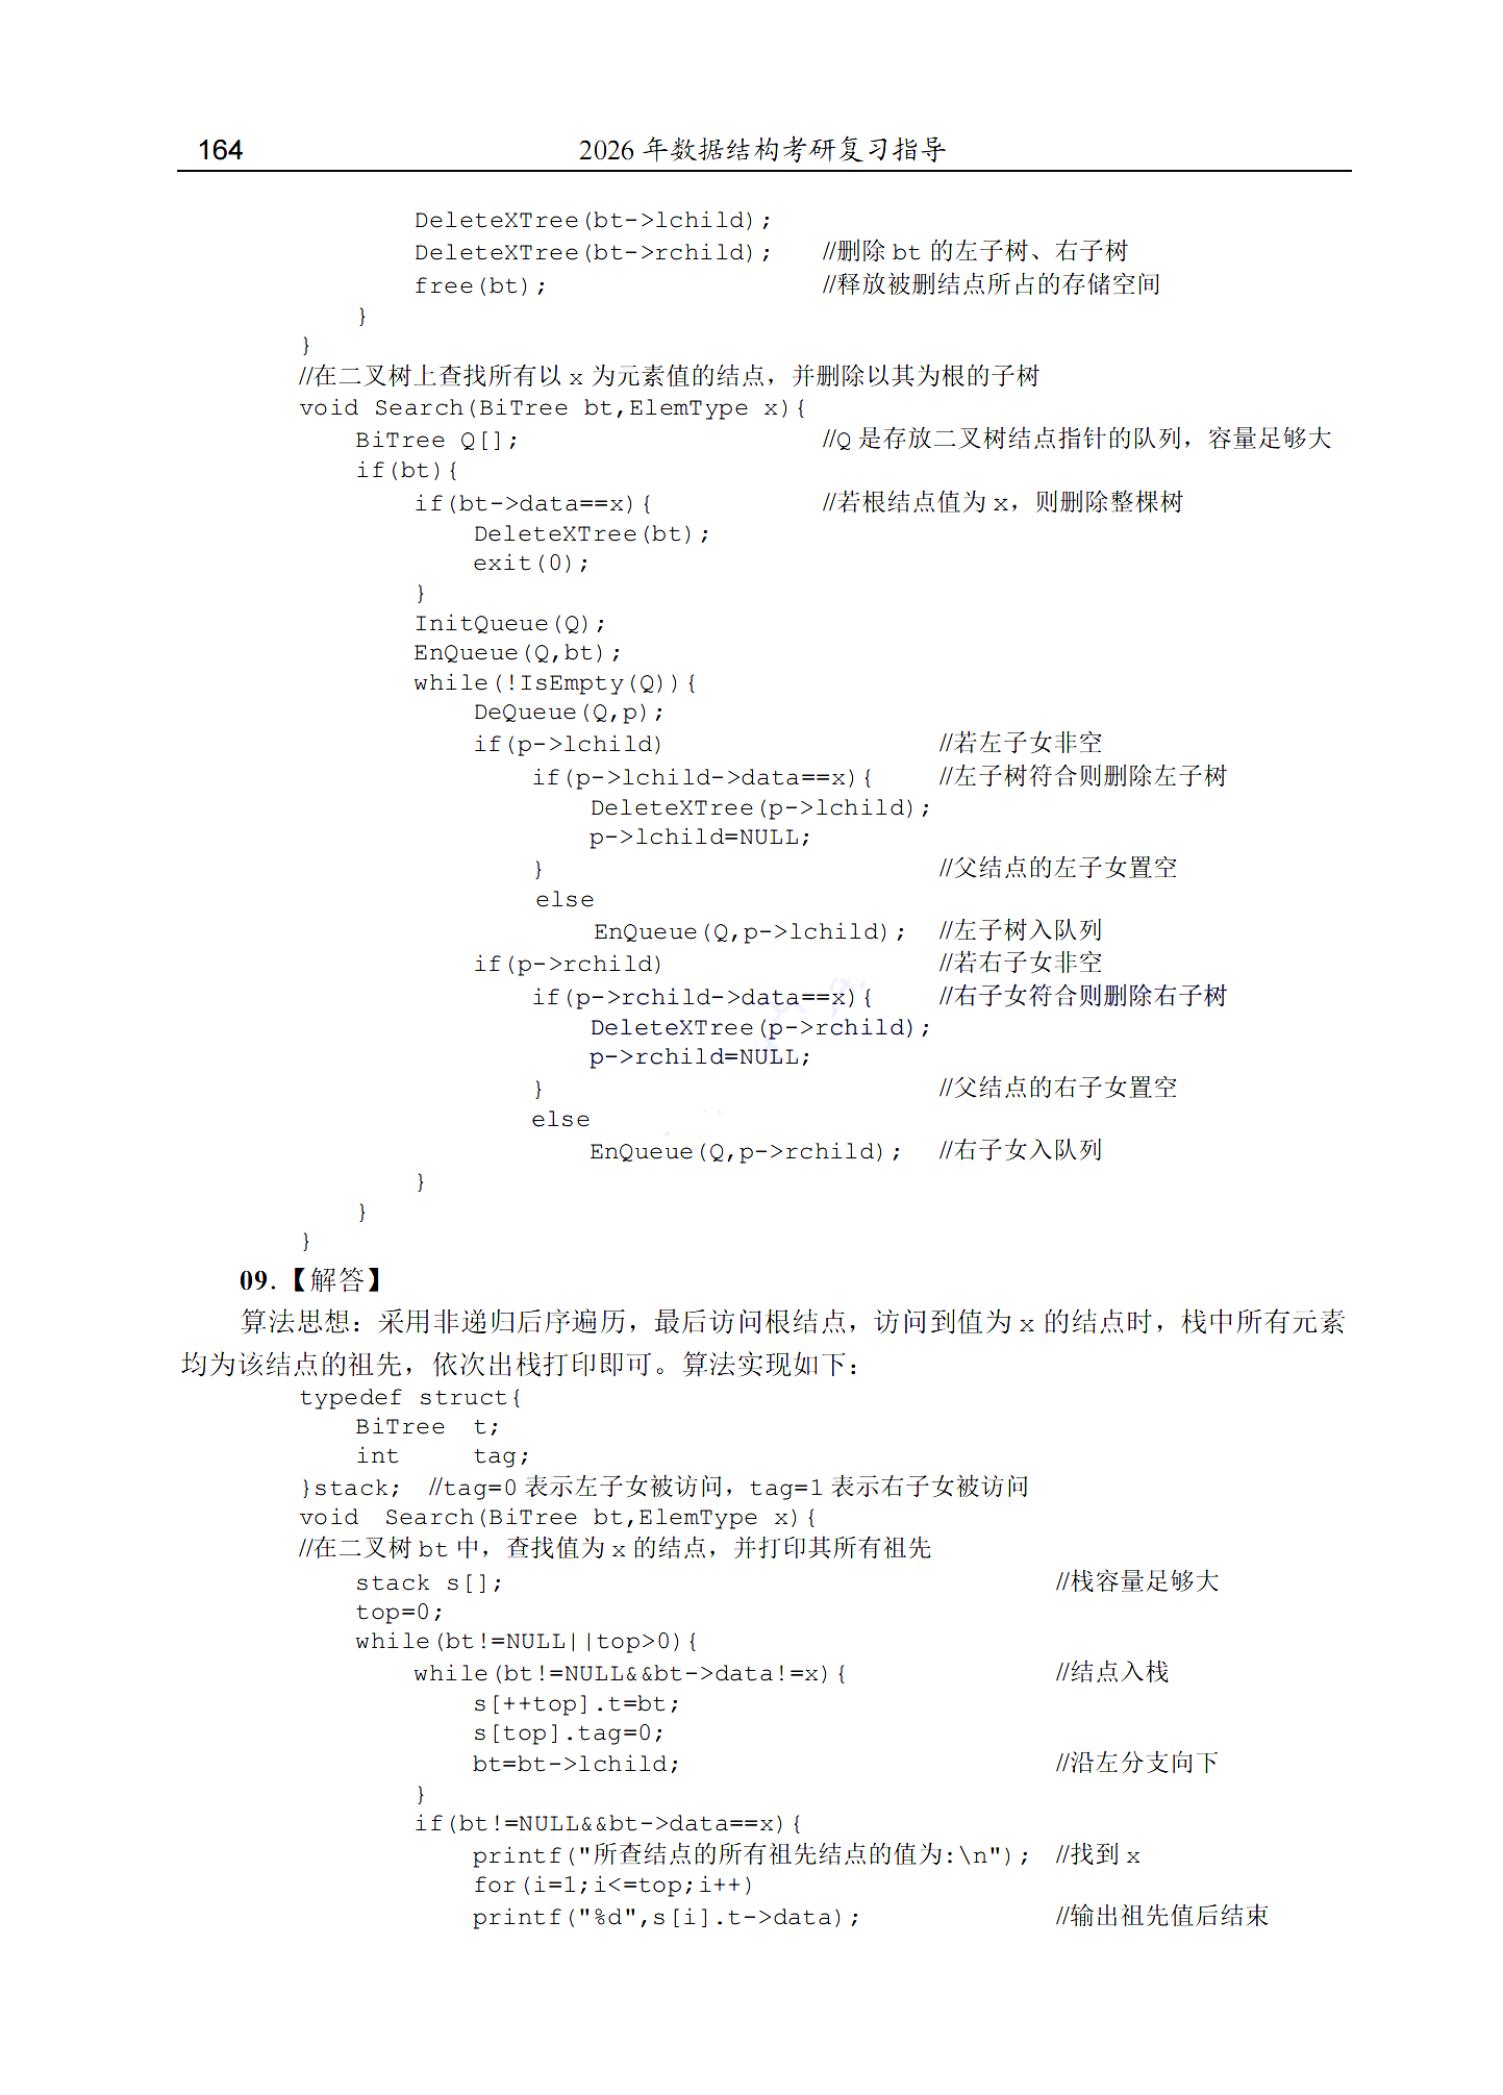 164 2026 年数据结构考研复习指导
DeleteXTree(bt->lchild);
DeleteXTree(bt->rchild); //删除 bt 的左子树、右子树
free(bt); //释放被删结点所占的存储空间
}
}
//在二叉树上查找所有以 x 为元素值的结点，并删除以其为根的子树
void Search(BiTree bt,ElemType x){
BiTree Q[]; //Q 是存放二叉树结点指针的队列，容量足够大
if(bt){
if(bt->data==x){ //若根结点值为 x，则删除整棵树
DeleteXTree(bt);
exit(0);
}
InitQueue(Q);
EnQueue(Q,bt);
while(!IsEmpty(Q)){
DeQueue(Q,p);
if(p->lchild) //若左子女非空
if(p->lchild->data==x){ //左子树符合则删除左子树
DeleteXTree(p->lchild);
p->lchild=NULL;
} //父结点的左子女置空
else
EnQueue(Q,p->lchild); //左子树入队列
if(p->rchild) //若右子女非空
if(p->rchild->data==x){ //右子女符合则删除右子树
DeleteXTree(p->rchild);
p->rchild=NULL;
} //父结点的右子女置空
else
EnQueue(Q,p->rchild); //右子女入队列
}
}
}
09.【解答】
算法思想：采用非递归后序遍历，最后访问根结点，访问到值为 x 的结点时，栈中所有元素
均为该结点的祖先，依次出栈打印即可。算法实现如下：
typedef struct{
BiTree t;
int tag;
}stack; //tag=0 表示左子女被访问，tag=1 表示右子女被访问
void Search(BiTree bt,ElemType x){
//在二叉树 bt 中，查找值为 x 的结点，并打印其所有祖先
stack s[]; //栈容量足够大
top=0;
while(bt!=NULL||top>0){
while(bt!=NULL&&bt->data!=x){ //结点入栈
s[++top].t=bt;
s[top].tag=0;
bt=bt->lchild; //沿左分支向下
}
if(bt!=NULL&&bt->data==x){
printf("所查结点的所有祖先结点的值为:\n"); //找到 x
for(i=1;i<=top;i++)
printf("%d",s[i].t->data); //输出祖先值后结束